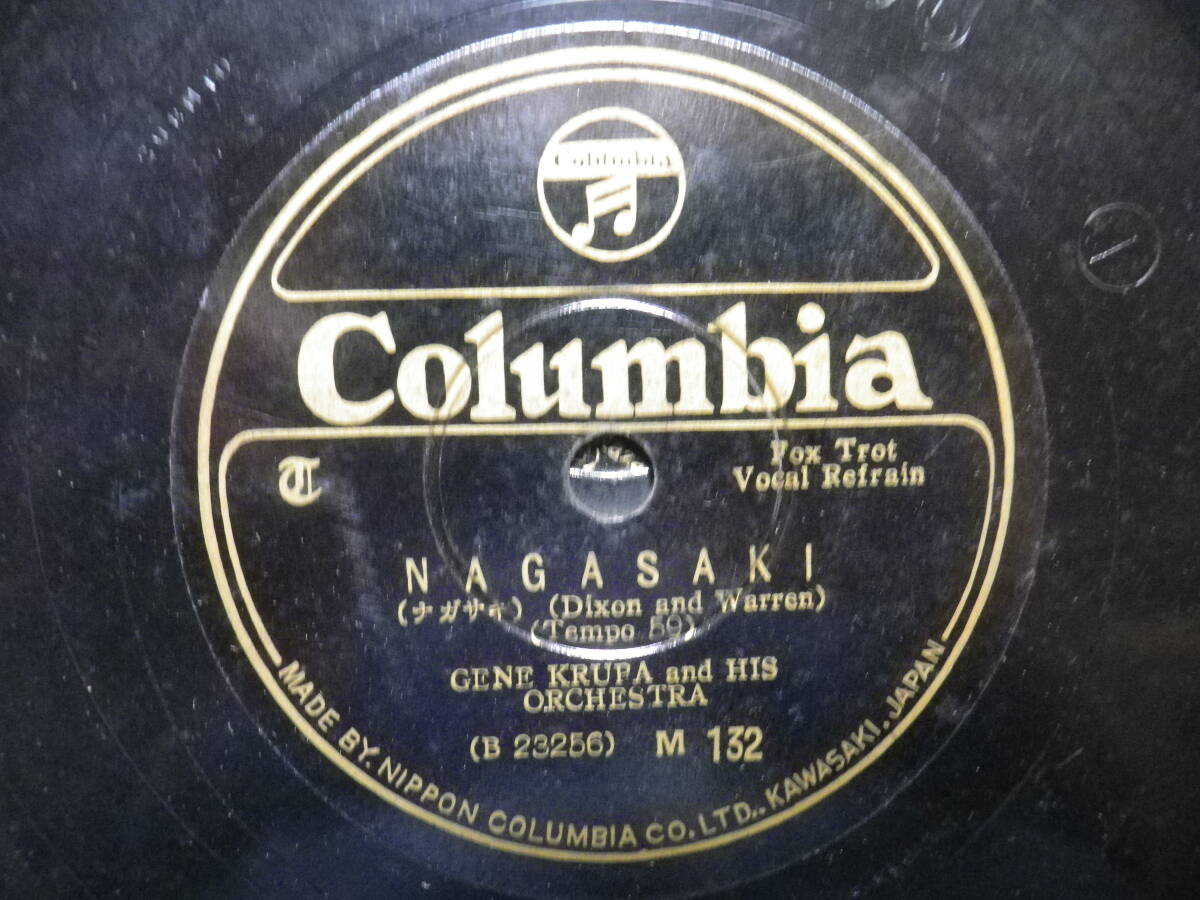 Columbia
Columbia
T
Fox Trot
Vocal Refrain
NAGASAKI
(ナガサキ) (Dixon and Warren)
(Tempo 59)
GENE KRUPA and HIS
ORCHESTRA
(B 23256) M 132
MADE BY. NIPPON COLUMBIA CO. LTD., KAWASAKI. JAPAN